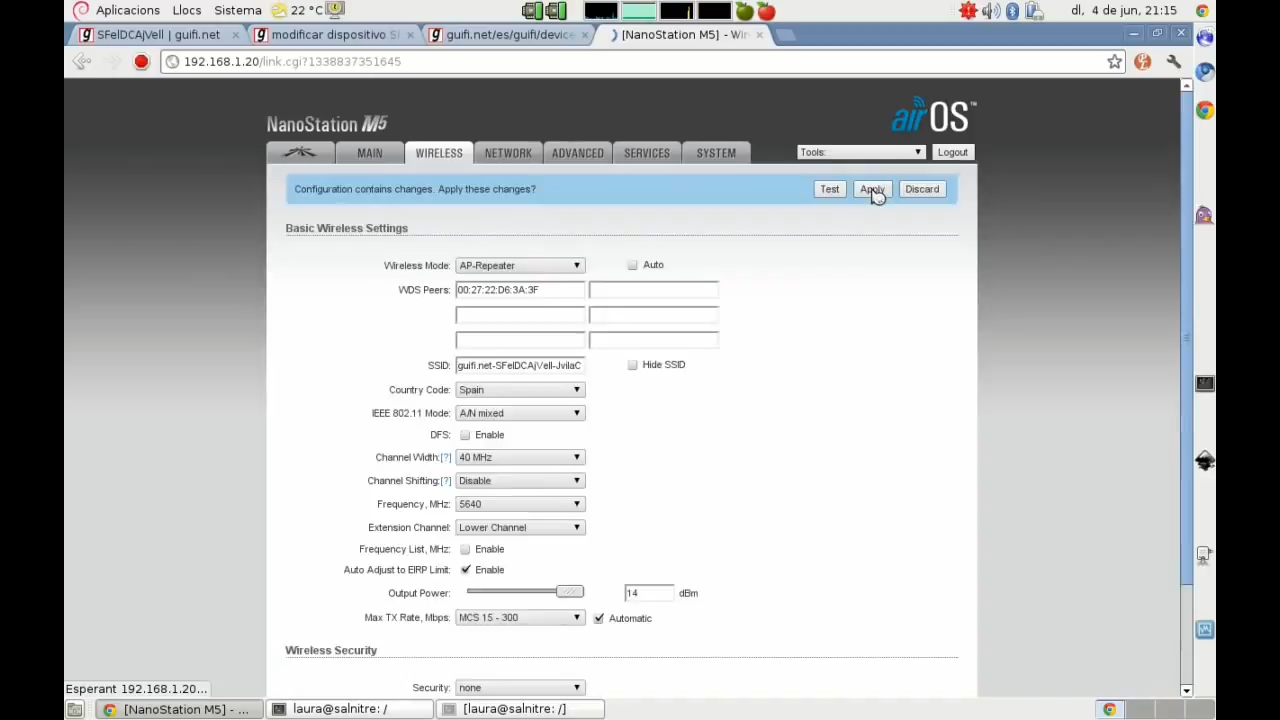 Aplicacions Llocs Sistema 22 °C dl, 4 de jun, 21:15
SFelDCAjVell | guifi.net modificar dispositivo S guifi.net/es/guifi/device [NanoStation M5] - Wir
192.168.1.20/link.cgi?1338837351645
NanoStation M5 airOS™
MAIN WIRELESS NETWORK ADVANCED SERVICES SYSTEM Tools: Logout
Configuration contains changes. Apply these changes? Test Apply Discard
Basic Wireless Settings
Wireless Mode: AP-Repeater Auto
WDS Peers: 00:27:22:D6:3A:3F
SSID: guifi.net-SFelDCAjVell-JvilaC Hide SSID
Country Code: Spain
IEEE 802.11 Mode: A/N mixed
DFS: Enable
Channel Width:[?] 40 MHz
Channel Shifting:[?] Disable
Frequency, MHz: 5640
Extension Channel: Lower Channel
Frequency List, MHz: Enable
Auto Adjust to EIRP Limit: Enable
Output Power: 14 dBm
Max TX Rate, Mbps: MCS 15 - 300 Automatic
Wireless Security
Security: none
Esperant 192.168.1.20...
[NanoStation M5] - ... laura@salnitre: / [laura@salnitre: /]